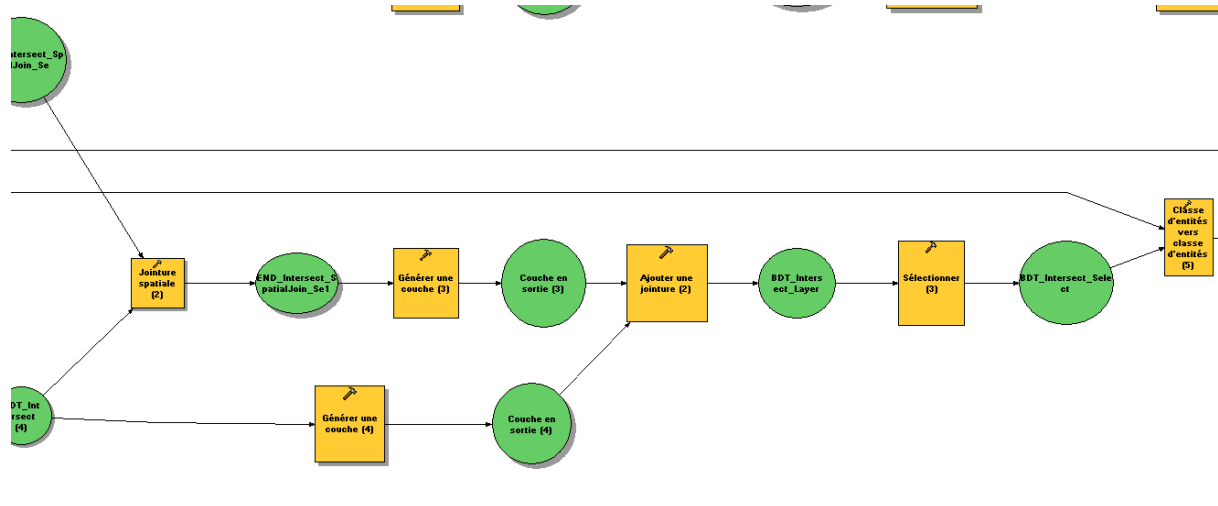 ntersect_Sp
Join_Se
Jointure
spatiale
(2)
END_Intersect_S
patialJoin_Se1
Générer une
couche (3)
Couche en
sortie (3)
Ajouter une
jointure (2)
BDT_Inters
ect_Layer
Sélectionner
(3)
BDT_Intersect_Sele
ct
Classe
d'entités
vers
classe
d'entités
(5)
DT_Int
rsect
(4)
Générer une
couche (4)
Couche en
sortie (4)